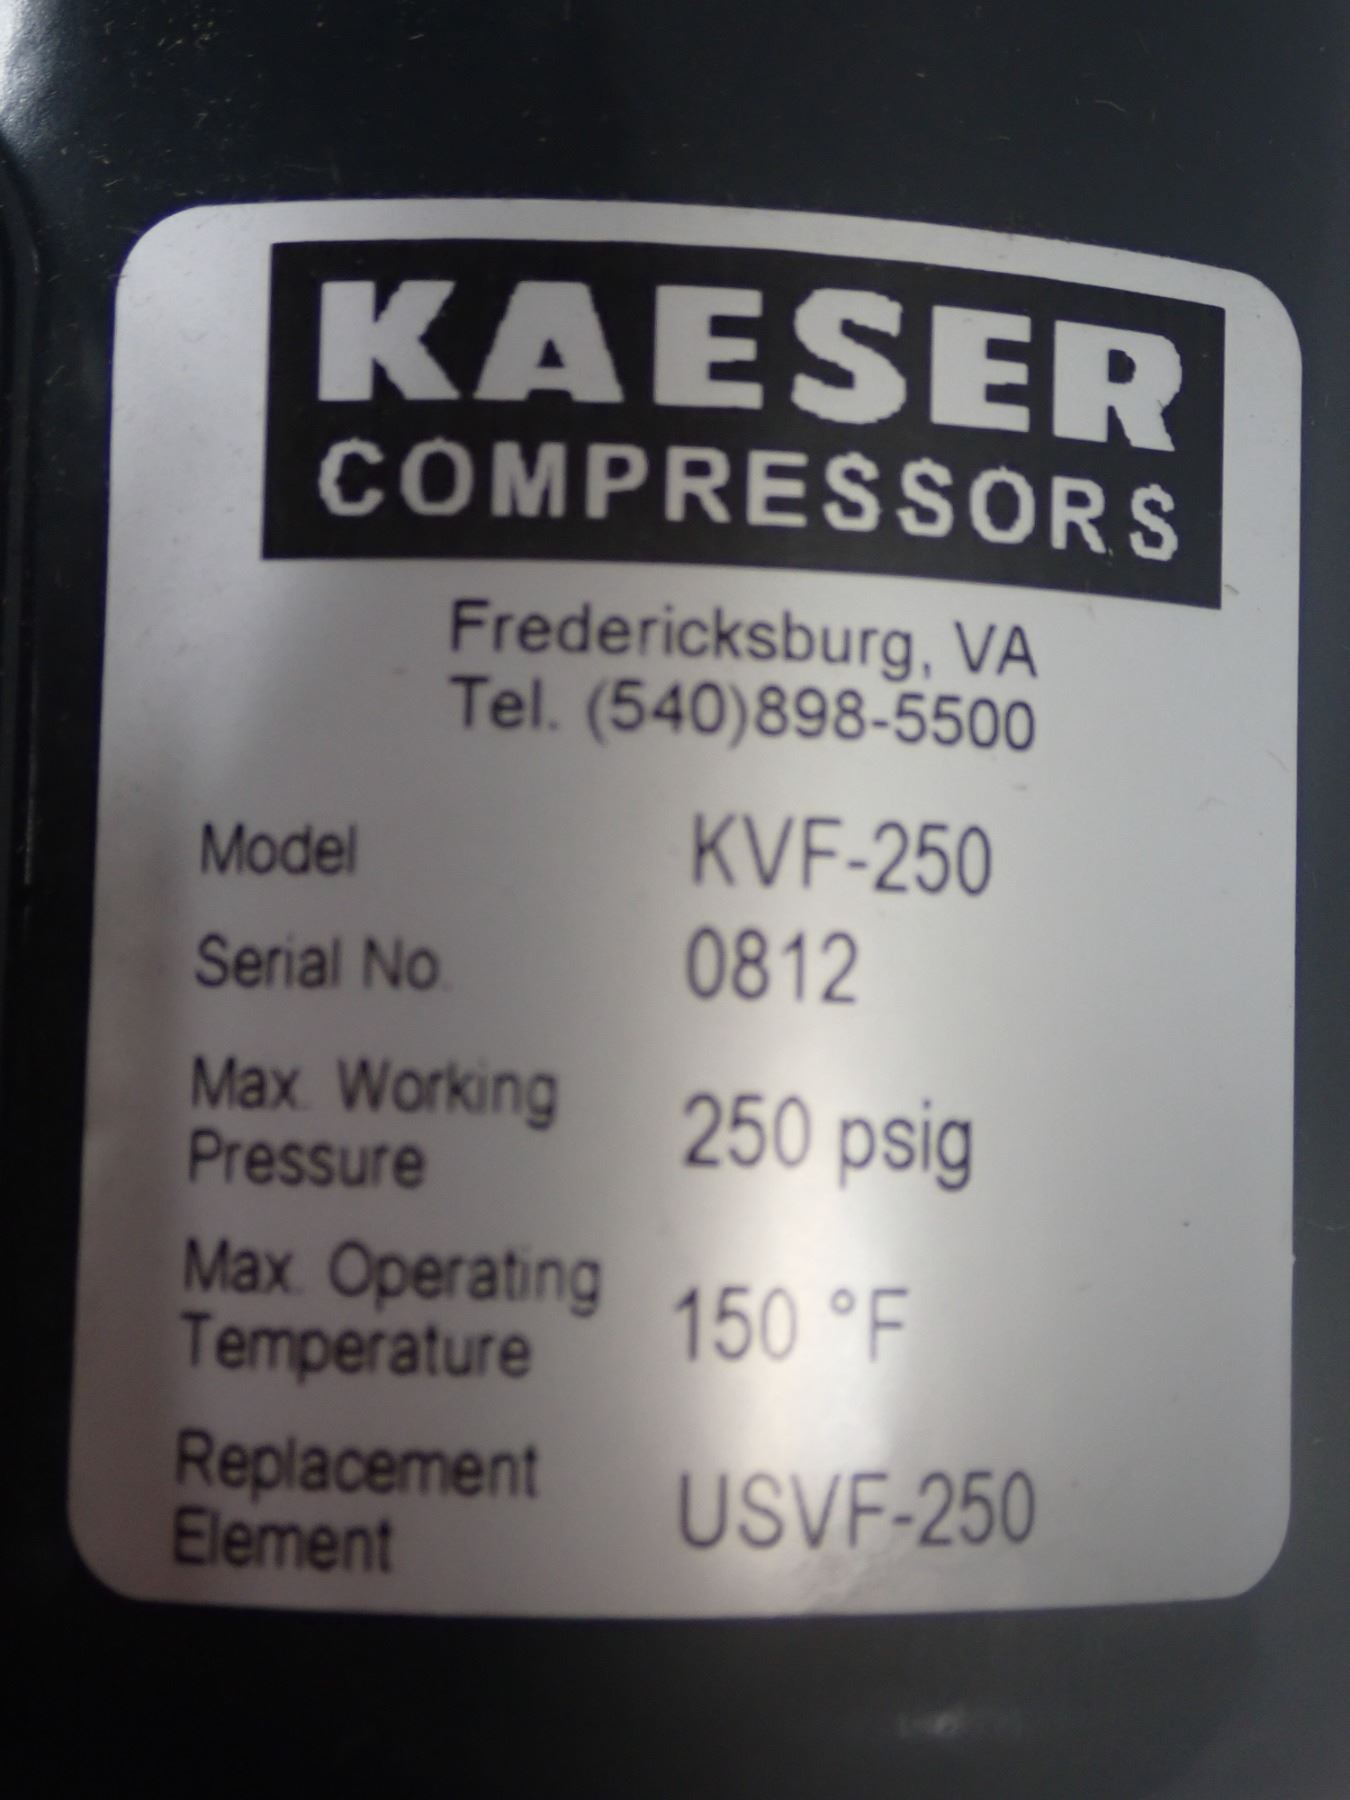 KAESER
COMPRESSORS
Fredericksburg, VA
Tel. (540)898-5500
Model KVF-250
Serial No. 0812
Max. Working
Pressure 250 psig
Max. Operating
Temperature 150 °F
Replacement
Element USVF-250